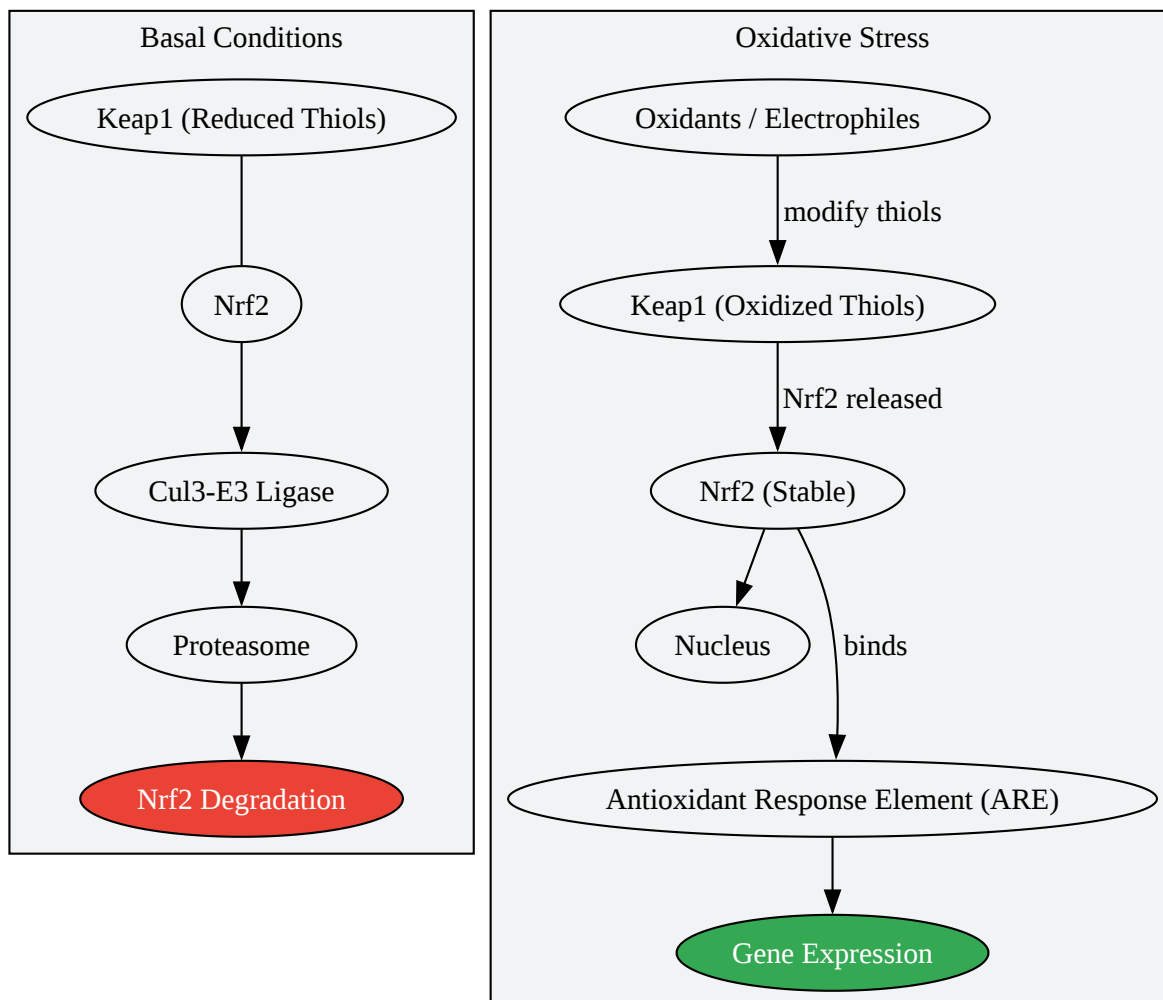 Basal Conditions
Keap1 (Reduced Thiols)
Nrf2
Cul3-E3 Ligase
Proteasome
Nrf2 Degradation
Oxidative Stress
Oxidants / Electrophiles
modify thiols
Keap1 (Oxidized Thiols)
Nrf2 released
Nrf2 (Stable)
Nucleus
binds
Antioxidant Response Element (ARE)
Gene Expression